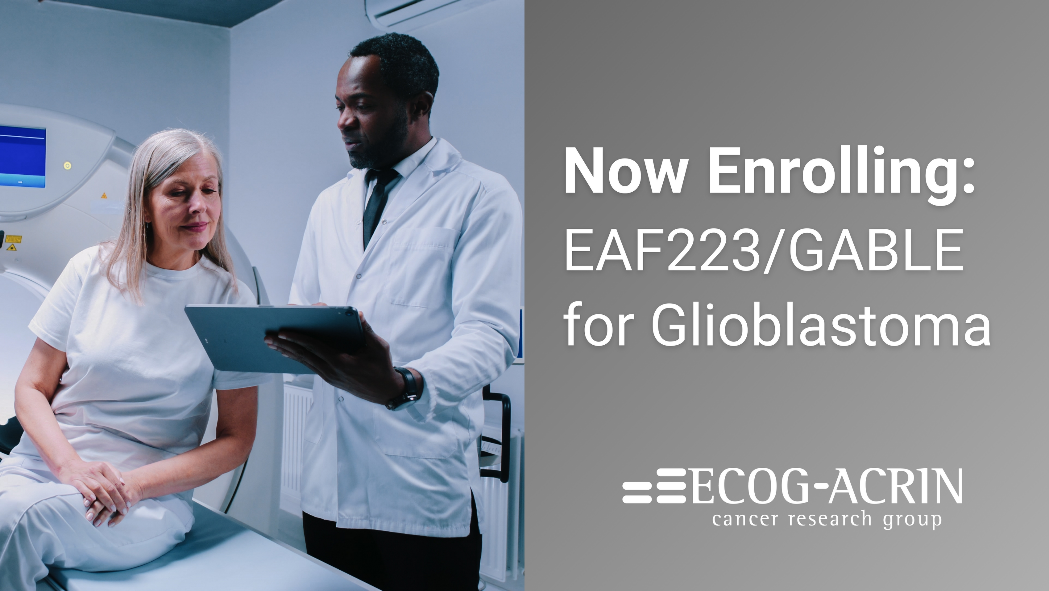 Now Enrolling:
EAF223/GABLE
for Glioblastoma
ECOG-ACRIN
cancer research group